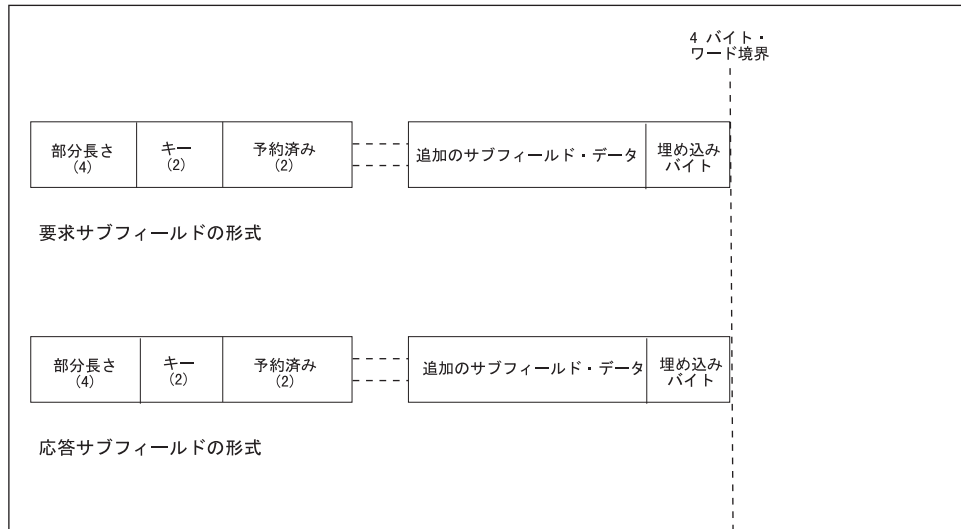 4 バイト・
ワード境界
部分長さ
(4)
キー
(2)
予約済み
(2)
追加のサブフィールド・データ
埋め込み
バイト
要求サブフィールドの形式
部分長さ
(4)
キー
(2)
予約済み
(2)
追加のサブフィールド・データ
埋め込み
バイト
応答サブフィールドの形式